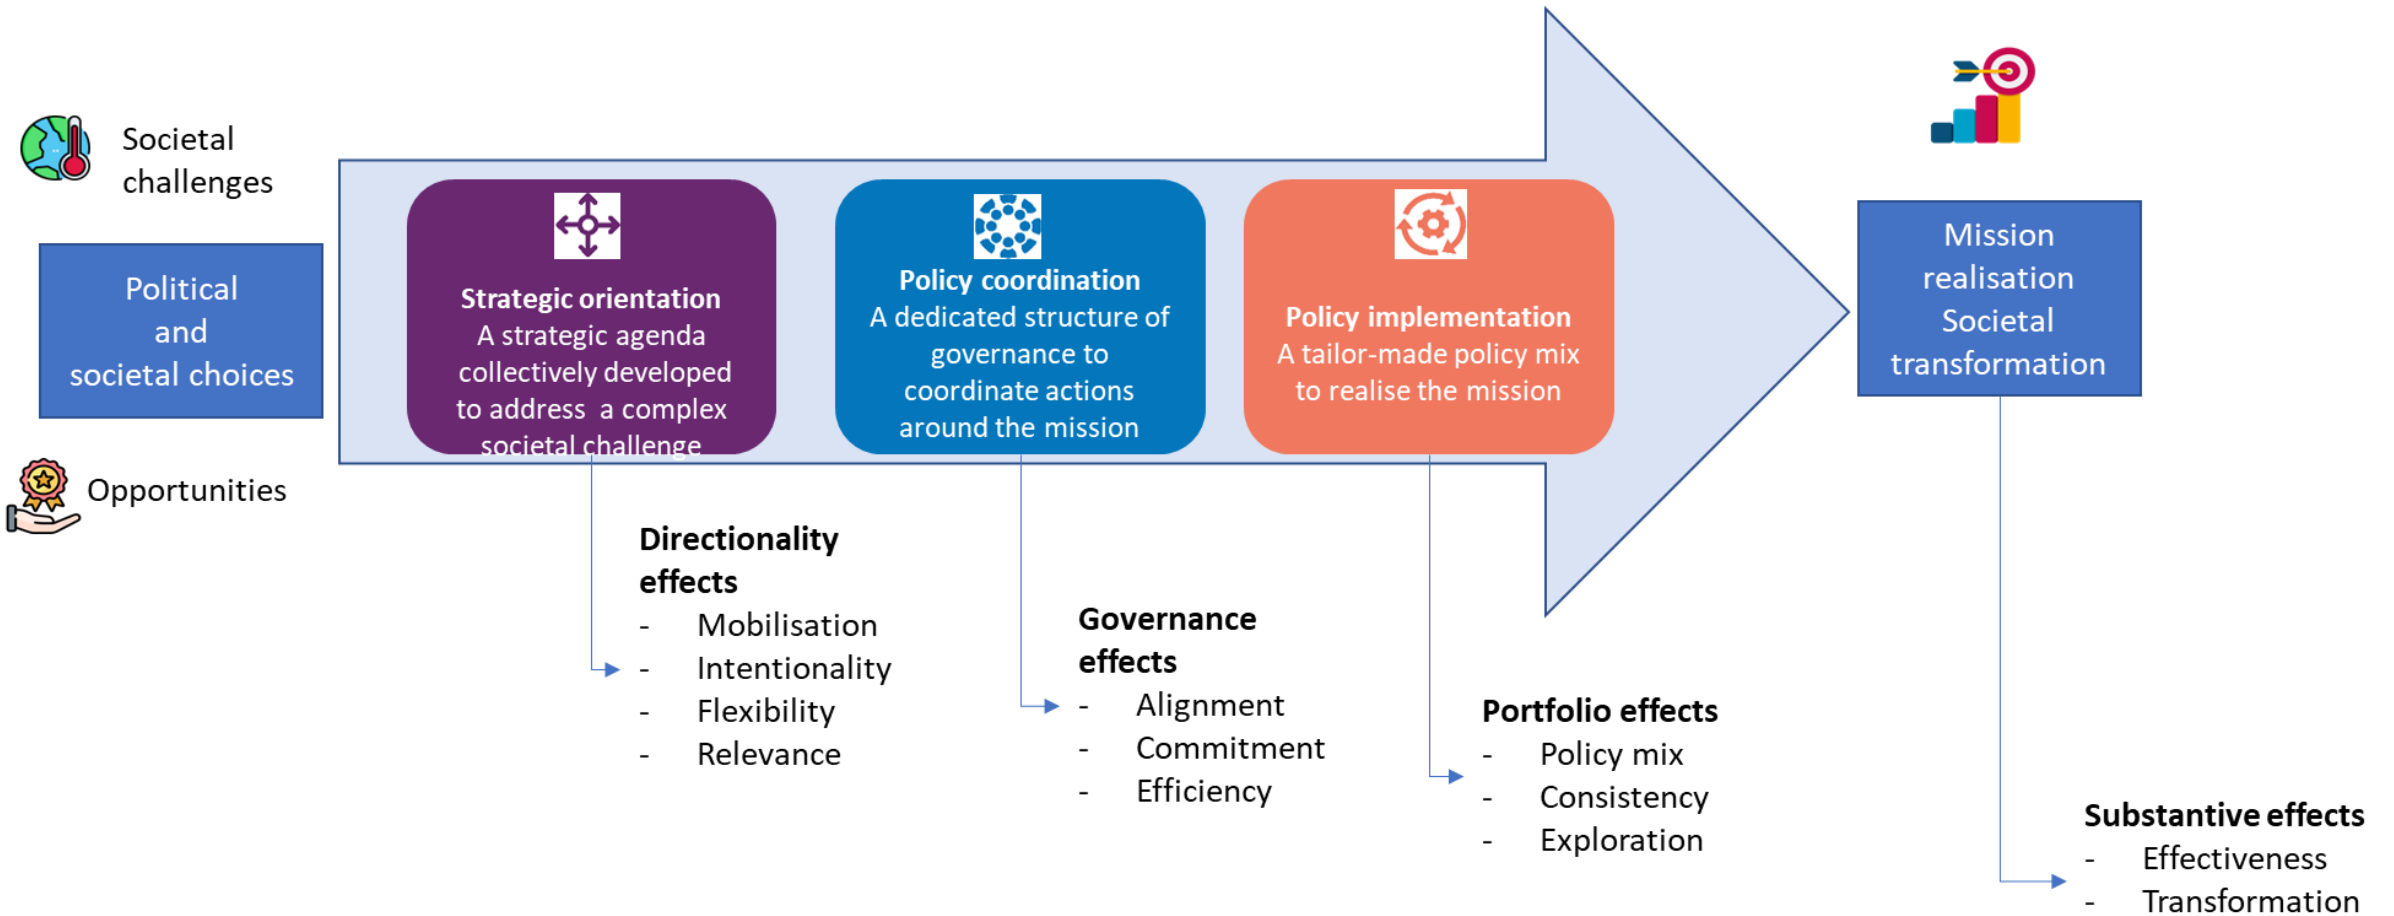 Societal
challenges
Political
and
societal choices
Opportunities
Strategic orientation
A strategic agenda
collectively developed
to address  a complex
societal challenge
Policy coordination
A dedicated structure of
governance to
coordinate actions
around the mission
Policy implementation
A tailor-made policy mix
to realise the mission
Mission
realisation
Societal
transformation
Directionality
effects
- Mobilisation
- Intentionality
- Flexibility
- Relevance
Governance
effects
- Alignment
- Commitment
- Efficiency
Portfolio effects
- Policy mix
- Consistency
- Exploration
Substantive effects
- Effectiveness
- Transformation